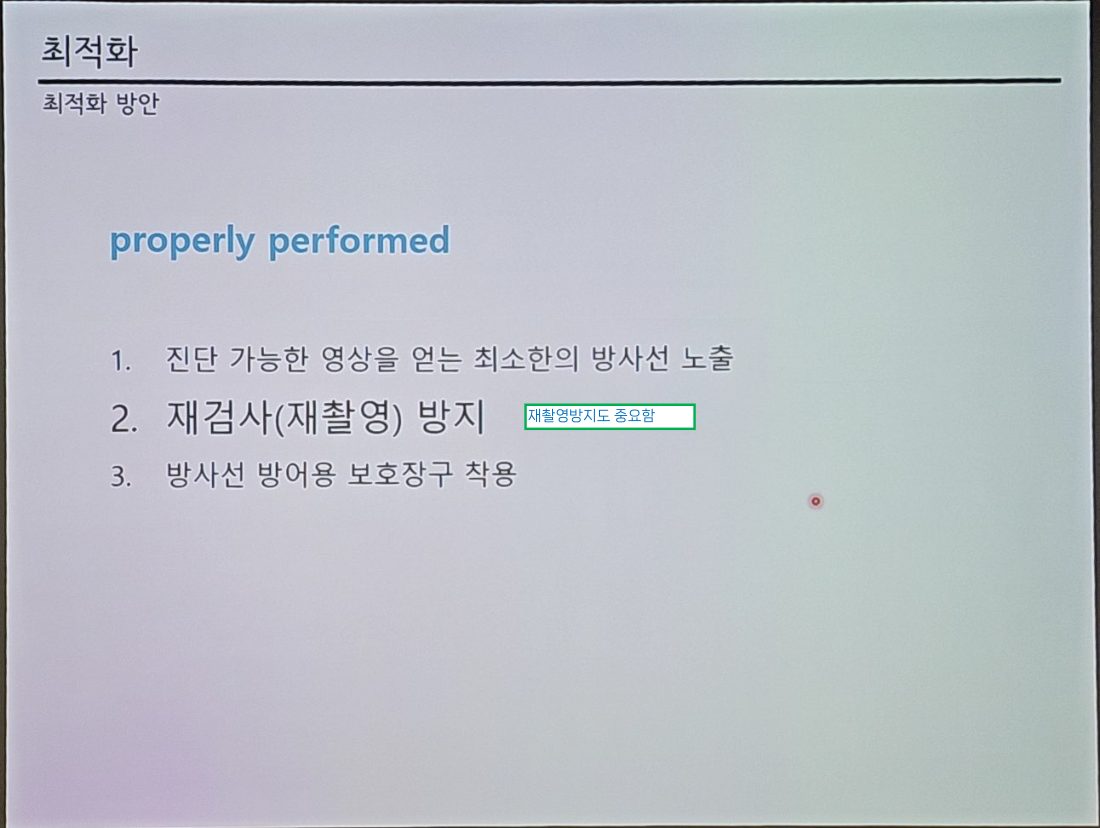 최적화
최적화 방안
properly performed
1. 진단 가능한 영상을 얻는 최소한의 방사선 노출
2. 재검사(재촬영) 방지
재촬영방지도 중요함
3. 방사선 방어용 보호장구 착용